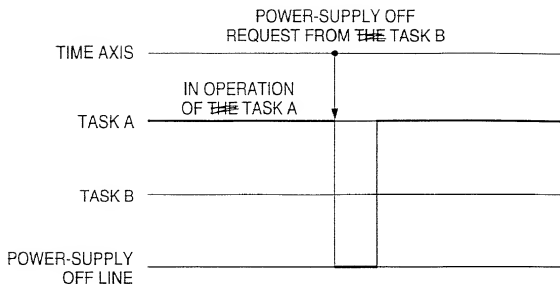 POWER-SUPPLY OFF
REQUEST FROM THE TASK B
TIME AXIS
IN OPERATION
OF THE TASK A
TASK A
TASK B
POWER-SUPPLY
OFF LINE